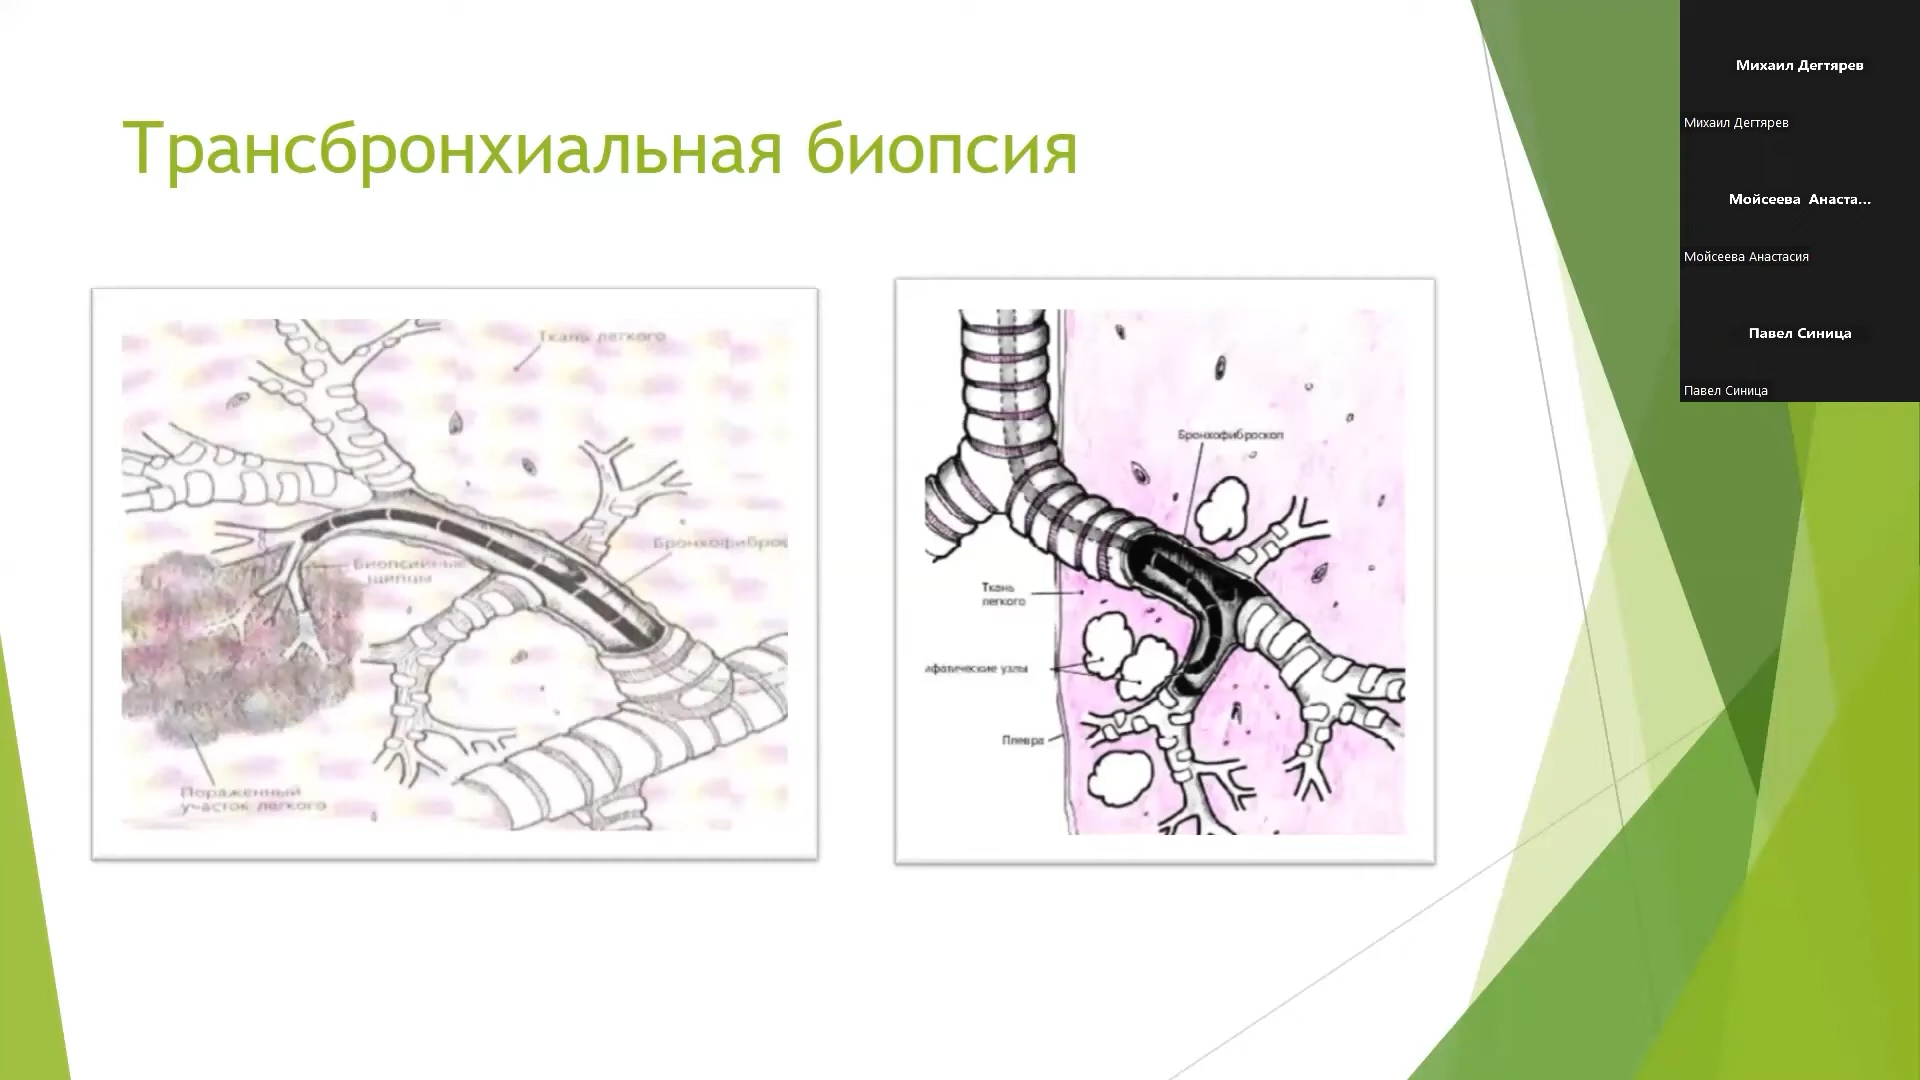 Трансбронхиальная биопсия
Ткань легкого
Бронхофиброс
Биопсийные
щипцы
Пораженный
участок легкого
Бронхофиброскоп
Ткань
легкого
афатические узлы
Плевра
Михаил Дегтярев
Михаил Дегтярев
Мойсеева Анаста...
Мойсеева Анастасия
Павел Синица
Павел Синица